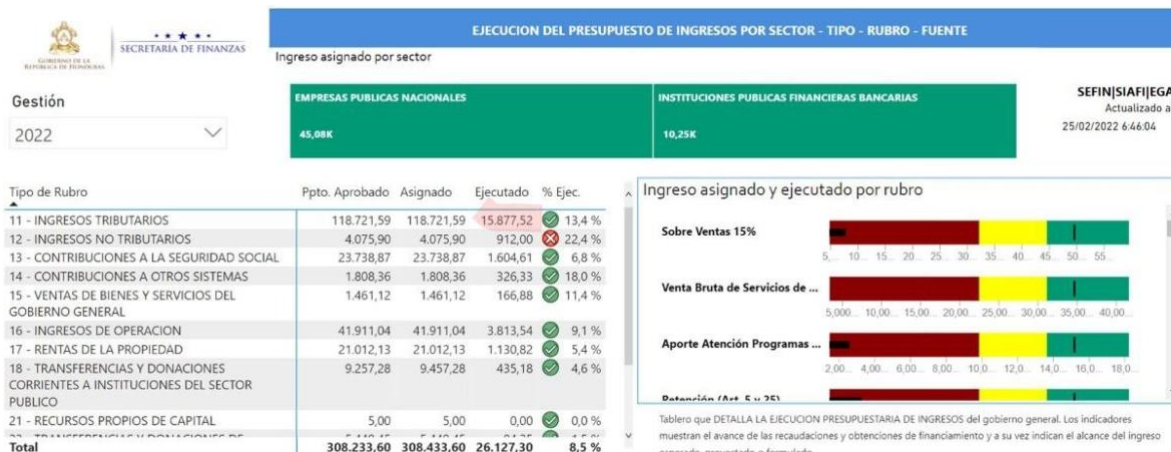 EJECUCION DEL PRESUPUESTO DE INGRESOS POR SECTOR - TIPO - RUBRO - FUENTE
GOBIERNO DE LA
REPÚBLICA DE HONDURAS
SECRETARÍA DE FINANZAS
Ingreso asignado por sector
Gestión
2022
EMPRESAS PUBLICAS NACIONALES
45,08K
INSTITUCIONES PUBLICAS FINANCIERAS BANCARIAS
10,25K
SEFIN|SIAFI|EGA
Actualizado a
25/02/2022 6:46:04
Tipo de Rubro Ppto. Aprobado Asignado Ejecutado % Ejec.
11 - INGRESOS TRIBUTARIOS 118.721,59 118.721,59 15.877,52 13,4 %
12 - INGRESOS NO TRIBUTARIOS 4.075,90 4.075,90 912,00 22,4 %
13 - CONTRIBUCIONES A LA SEGURIDAD SOCIAL 23.738,87 23.738,87 1.604,61 6,8 %
14 - CONTRIBUCIONES A OTROS SISTEMAS 1.808,36 1.808,36 326,33 18,0 %
15 - VENTAS DE BIENES Y SERVICIOS DEL 1.461,12 1.461,12 166,88 11,4 %
GOBIERNO GENERAL
16 - INGRESOS DE OPERACION 41.911,04 41.911,04 3.813,54 9,1 %
17 - RENTAS DE LA PROPIEDAD 21.012,13 21.012,13 1.130,82 5,4 %
18 - TRANSFERENCIAS Y DONACIONES 9.257,28 9.457,28 435,18 4,6 %
CORRIENTES A INSTITUCIONES DEL SECTOR
PUBLICO
21 - RECURSOS PROPIOS DE CAPITAL 5,00 5,00 0,00 0,0 %
Total 308.233,60 308.433,60 26.127,30 8,5 %
Ingreso asignado y ejecutado por rubro
Sobre Ventas 15%
5,... 10... 15... 20... 25... 30... 35... 40... 45... 50... 55...
Venta Bruta de Servicios de ...
5,000... 10,00... 15,00... 20,00... 25,00... 30,00... 35,00... 40,00...
Aporte Atención Programas ...
2,00... 4,00... 6,00... 8,00... 10,0... 12,0... 14,0... 16,0... 18,0...
Retención (Art. 5 y 25)
Tablero que DETALLA LA EJECUCION PRESUPUESTARIA DE INGRESOS del gobierno general. Los indicadores
muestran el avance de las recaudaciones y obtenciones de financiamiento y a su vez indican el alcance del ingreso